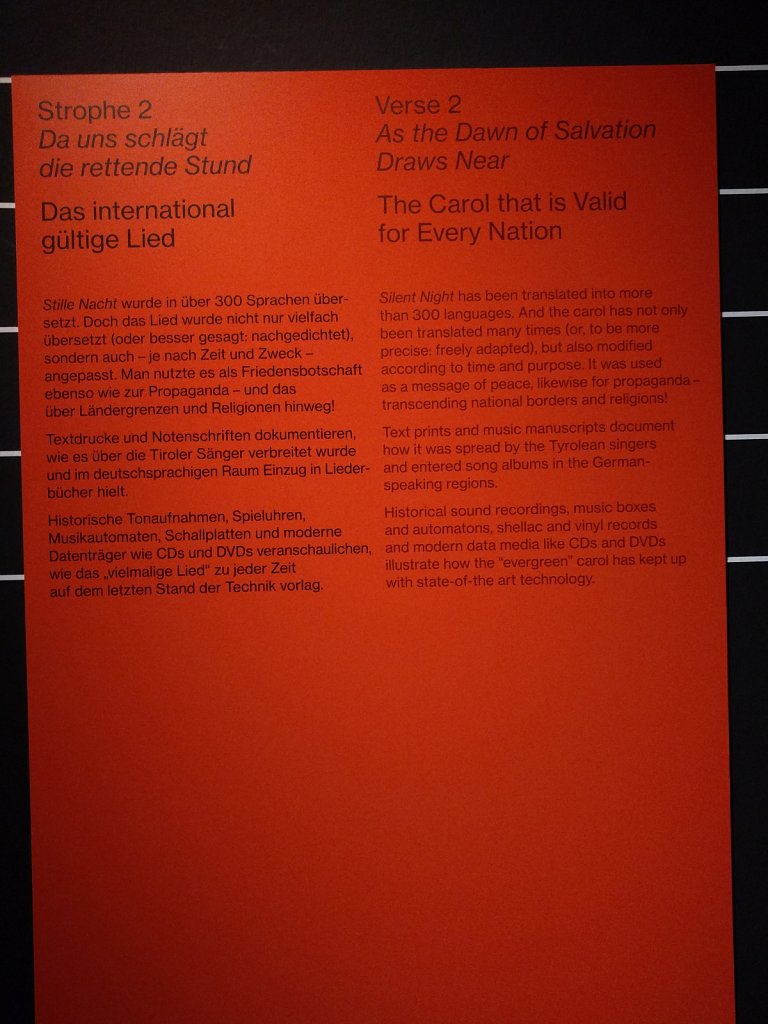 Strophe 2
Da uns schlägt
die rettende Stund
Das international
gültige Lied
Stille Nacht wurde in über 300 Sprachen über-
setzt. Doch das Lied wurde nicht nur vielfach
übersetzt (oder besser gesagt: nachgedichtet),
sondern auch – je nach Zeit und Zweck –
angepasst. Man nutzte es als Friedensbotschaft
ebenso wie zur Propaganda – und das
über Ländergrenzen und Religionen hinweg!
Textdrucke und Notenschriften dokumentieren,
wie es über die Tiroler Sänger verbreitet wurde
und im deutschsprachigen Raum Einzug in Lieder-
bücher hielt.
Historische Tonaufnahmen, Spieluhren,
Musikautomaten, Schallplatten und moderne
Datenträger wie CDs und DVDs veranschaulichen,
wie das „vielmalige Lied“ zu jeder Zeit
auf dem letzten Stand der Technik vorlag.
Verse 2
As the Dawn of Salvation
Draws Near
The Carol that is Valid
for Every Nation
Silent Night has been translated into more
than 300 languages. And the carol has not only
been translated many times (or, to be more
precise: freely adapted), but also modified
according to time and purpose. It was used
as a message of peace, likewise for propaganda –
transcending national borders and religions!
Text prints and music manuscripts document
how it was spread by the Tyrolean singers
and entered song albums in the German-
speaking regions.
Historical sound recordings, music boxes
and automatons, shellac and vinyl records
and modern data media like CDs and DVDs
illustrate how the “evergreen” carol has kept up
with state-of-the art technology.